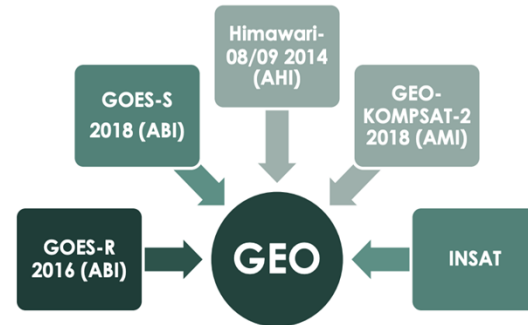 Himawari-
08/09 2014
(AHI)
GOES-S
2018 (ABI)
GEO-
KOMPSAT-2
2018 (AMI)
GOES-R
2016 (ABI)
GEO
INSAT